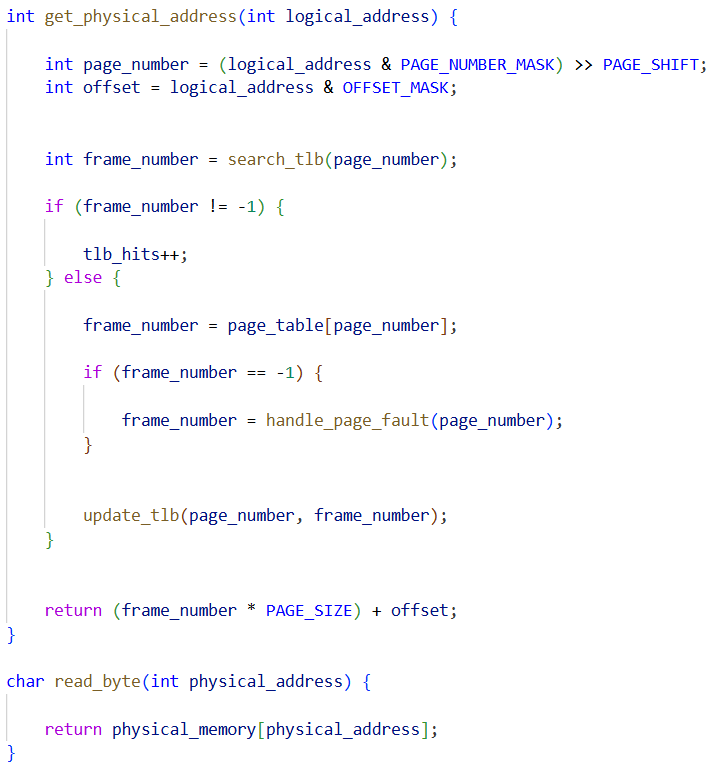 int get_physical_address(int logical_address) {
    int page_number = (logical_address & PAGE_NUMBER_MASK) >> PAGE_SHIFT;
    int offset = logical_address & OFFSET_MASK;
    int frame_number = search_tlb(page_number);
    if (frame_number != -1) {
        tlb_hits++;
    } else {
        frame_number = page_table[page_number];
        if (frame_number == -1) {
            frame_number = handle_page_fault(page_number);
        }
        update_tlb(page_number, frame_number);
    }
    return (frame_number * PAGE_SIZE) + offset;
}
char read_byte(int physical_address) {
    return physical_memory[physical_address];
}